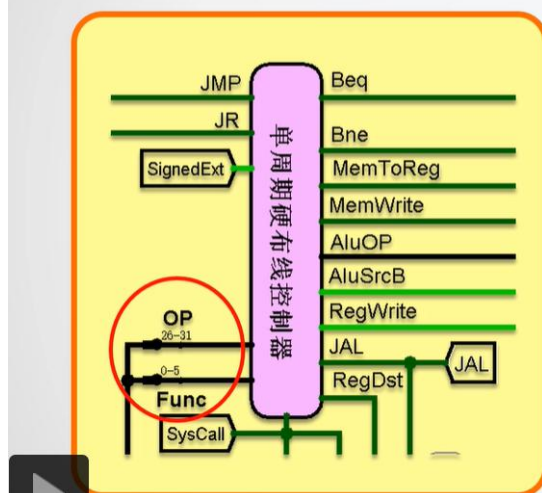 JMP
JR
SignedExt
OP
26-31
0-5
Func
SysCall
单周期硬布线控制器
Beq
Bne
MemToReg
MemWrite
AluOP
AluSrcB
RegWrite
JAL
JAL
RegDst